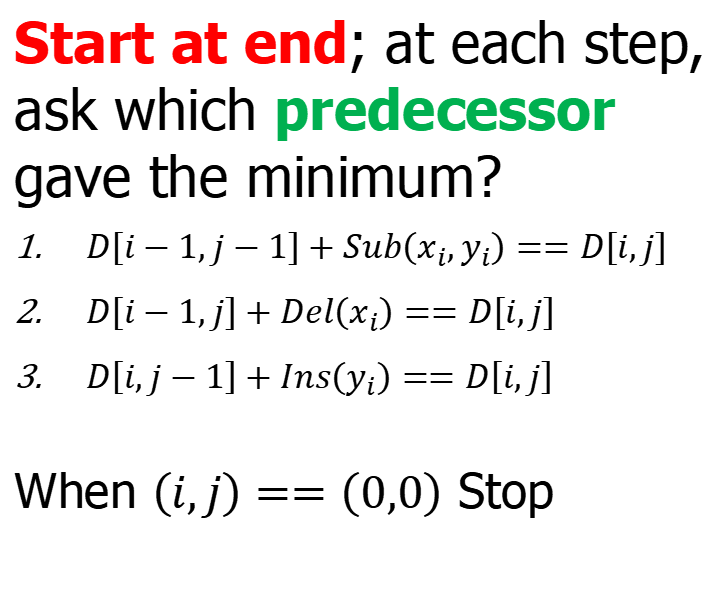 Start at end; at each step,
ask which predecessor
gave the minimum?
1. D[i − 1, j − 1] + Sub(xᵢ, yᵢ) == D[i, j]
2. D[i − 1, j] + Del(xᵢ) == D[i, j]
3. D[i, j − 1] + Ins(yᵢ) == D[i, j]
When (i, j) == (0,0) Stop